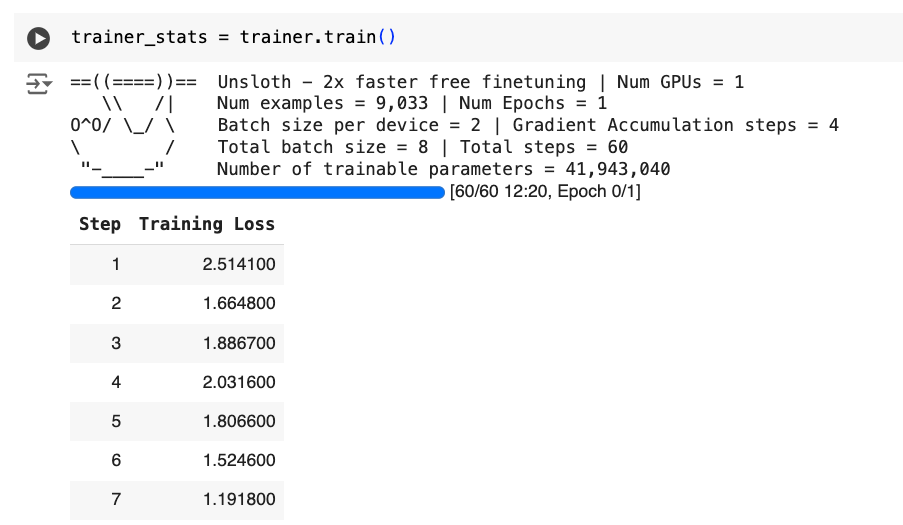 trainer_stats = trainer.train()
==((====))==  Unsloth - 2x faster free finetuning | Num GPUs = 1
   \\   /|    Num examples = 9,033 | Num Epochs = 1
O^O/ \_/ \    Batch size per device = 2 | Gradient Accumulation steps = 4
\        /    Total batch size = 8 | Total steps = 60
 "-____-"     Number of trainable parameters = 41,943,040
[60/60 12:20, Epoch 0/1]
Step Training Loss
1 2.514100
2 1.664800
3 1.886700
4 2.031600
5 1.806600
6 1.524600
7 1.191800